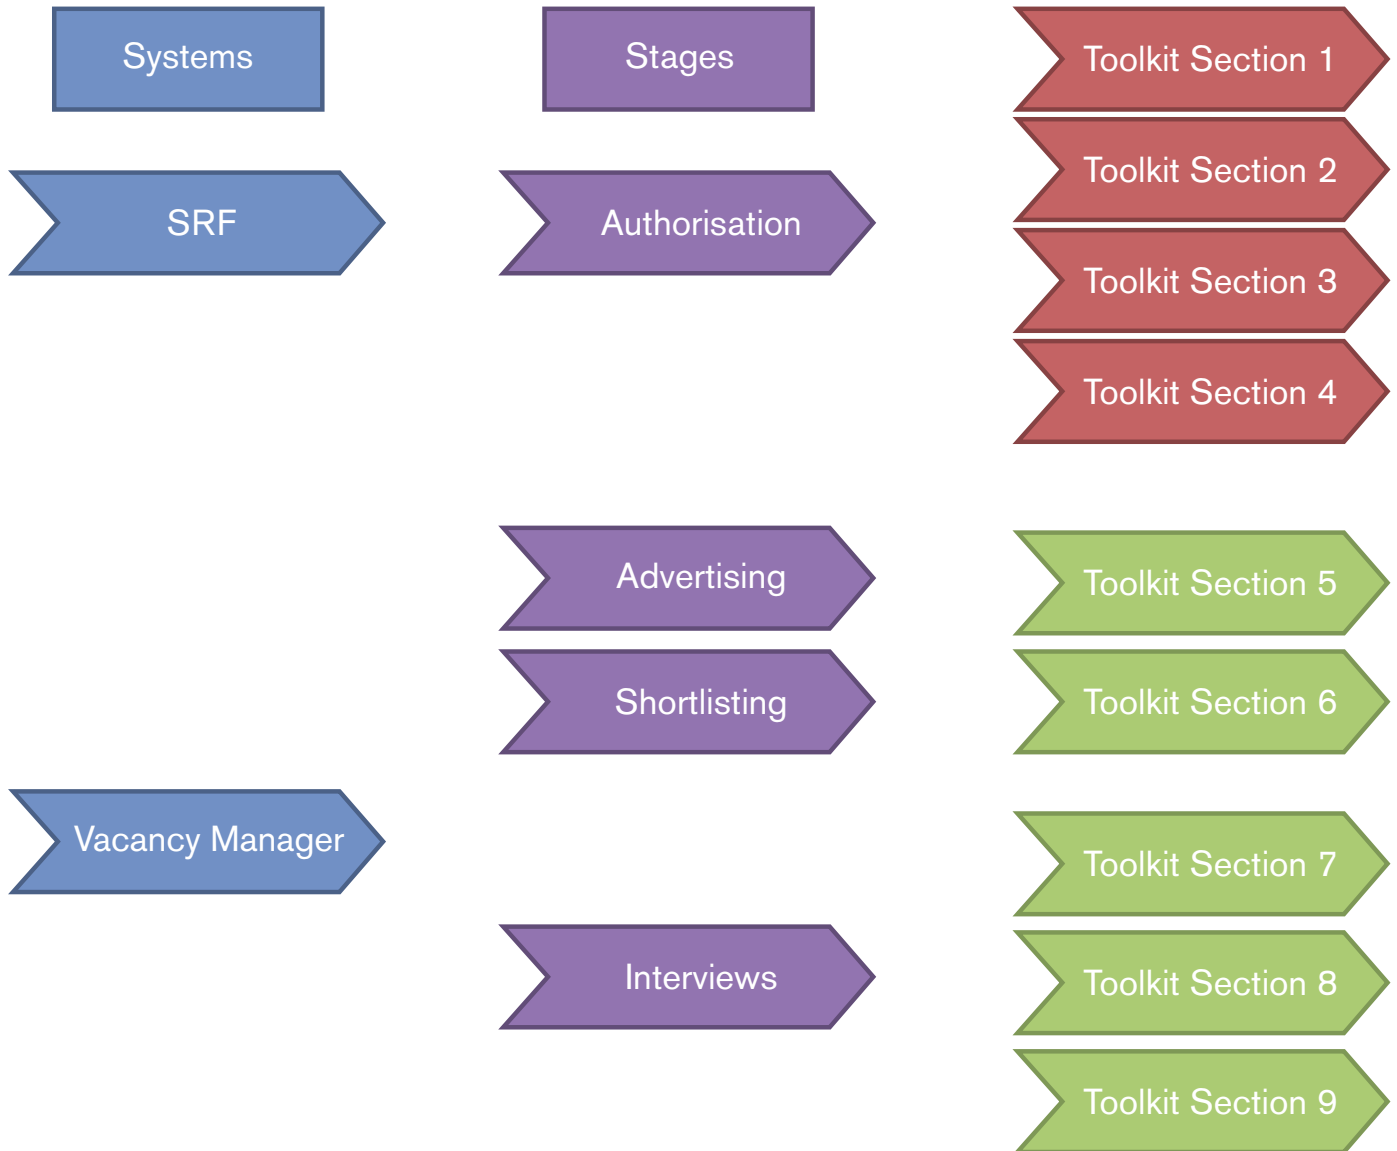 Systems
Stages
Toolkit Section 1
Toolkit Section 2
SRF
Authorisation
Toolkit Section 3
Toolkit Section 4
Advertising
Toolkit Section 5
Shortlisting
Toolkit Section 6
Vacancy Manager
Toolkit Section 7
Interviews
Toolkit Section 8
Toolkit Section 9